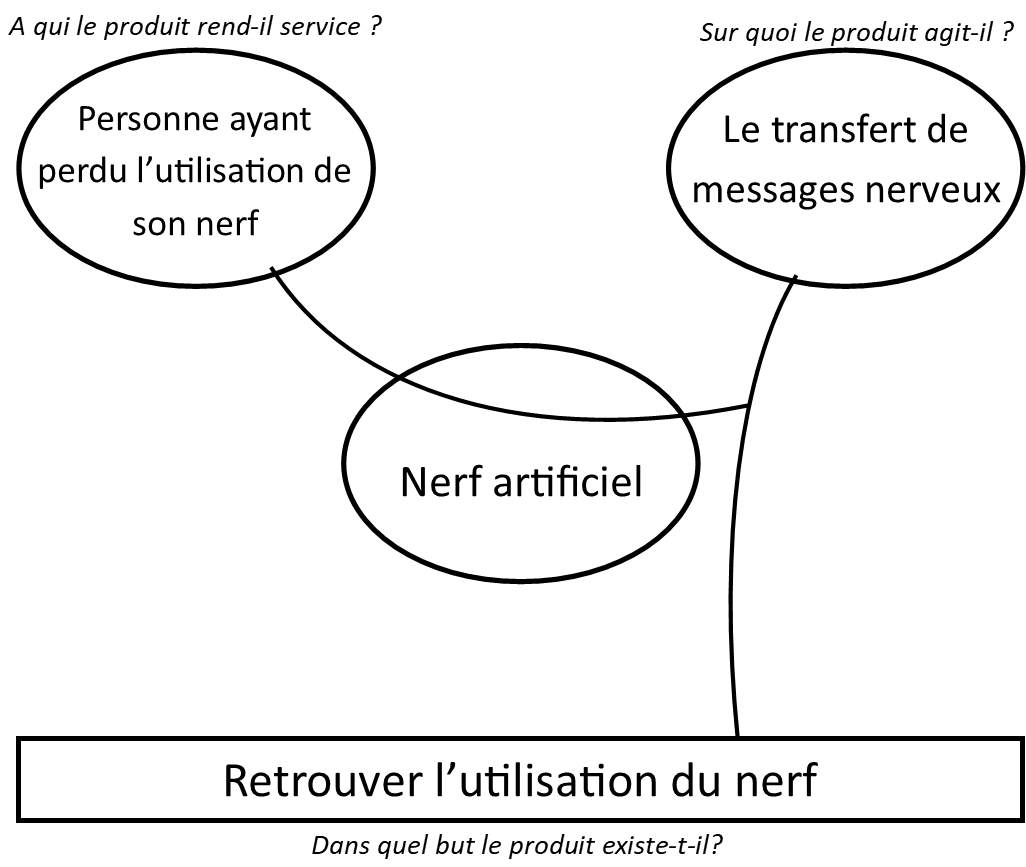 A qui le produit rend-il service ?
Sur quoi le produit agit-il ?
Personne ayant
perdu l’utilisation de
son nerf
Le transfert de
messages nerveux
Nerf artificiel
Retrouver l’utilisation du nerf
Dans quel but le produit existe-t-il?